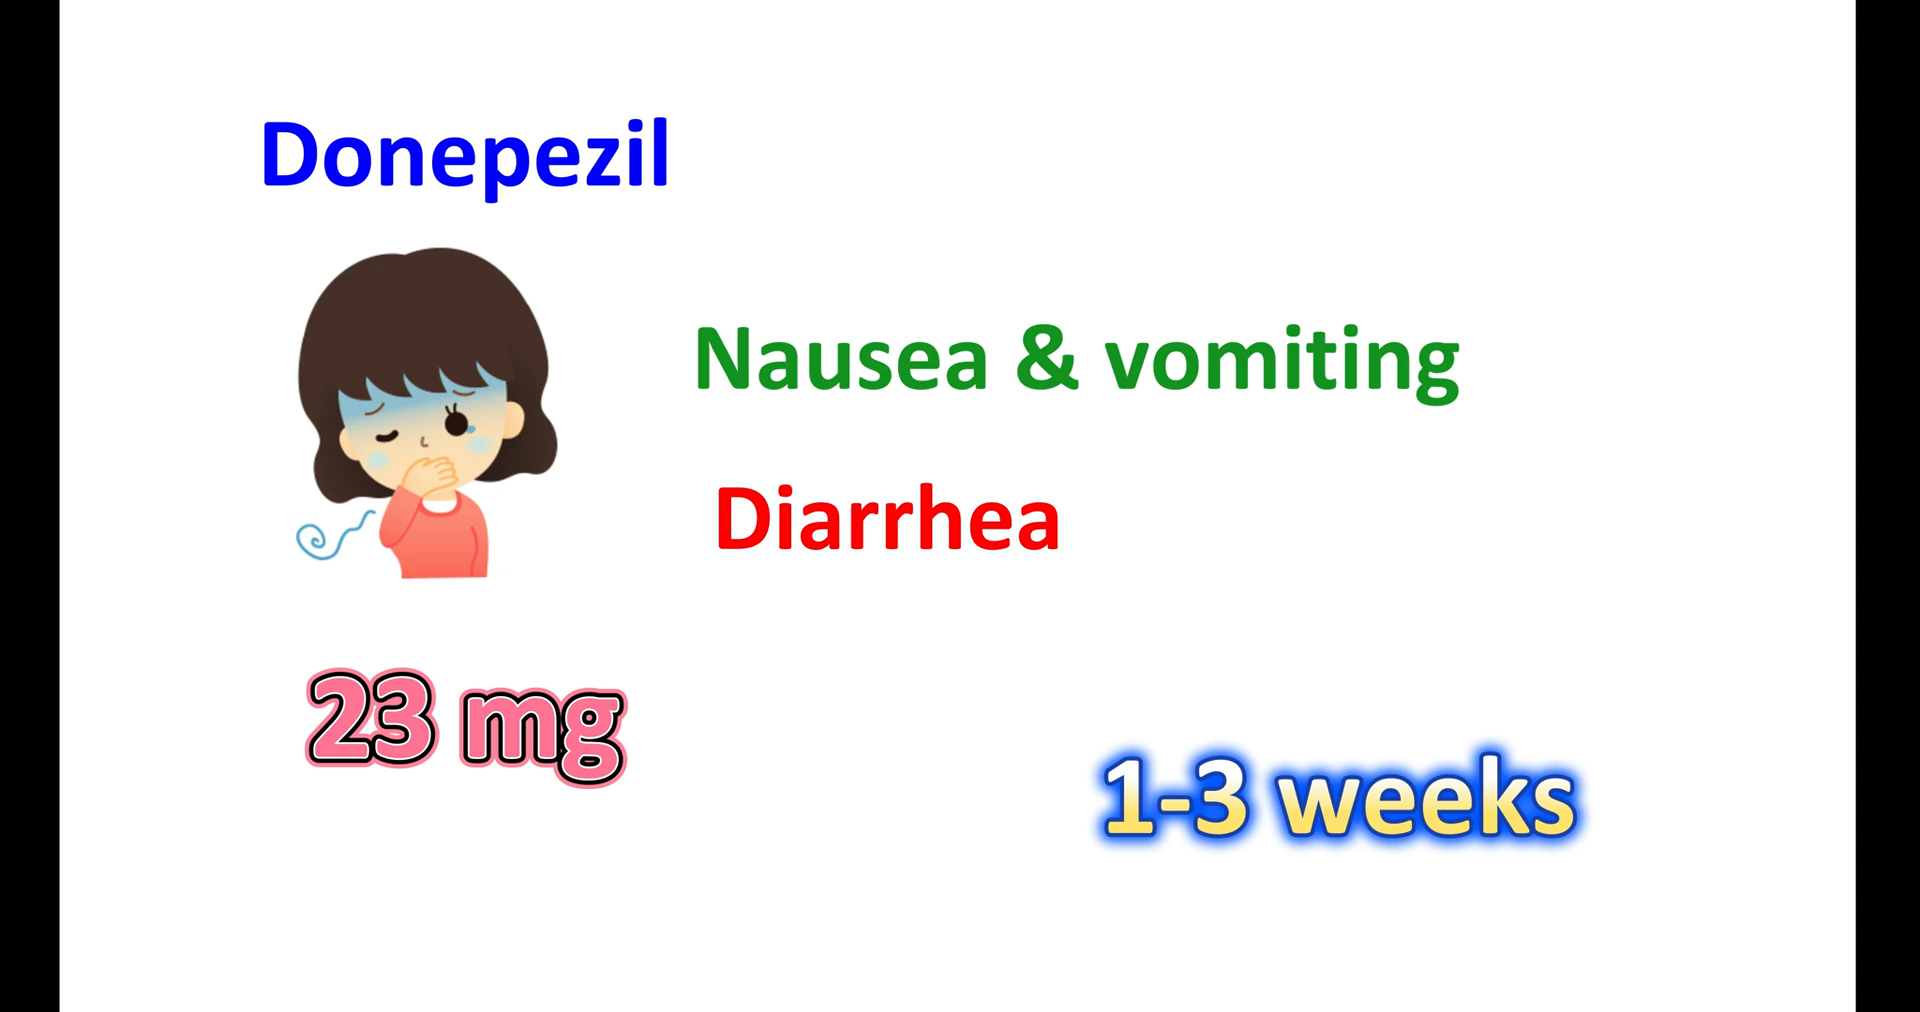 Donepezil
Nausea & vomiting
Diarrhea
23 mg
1-3 weeks